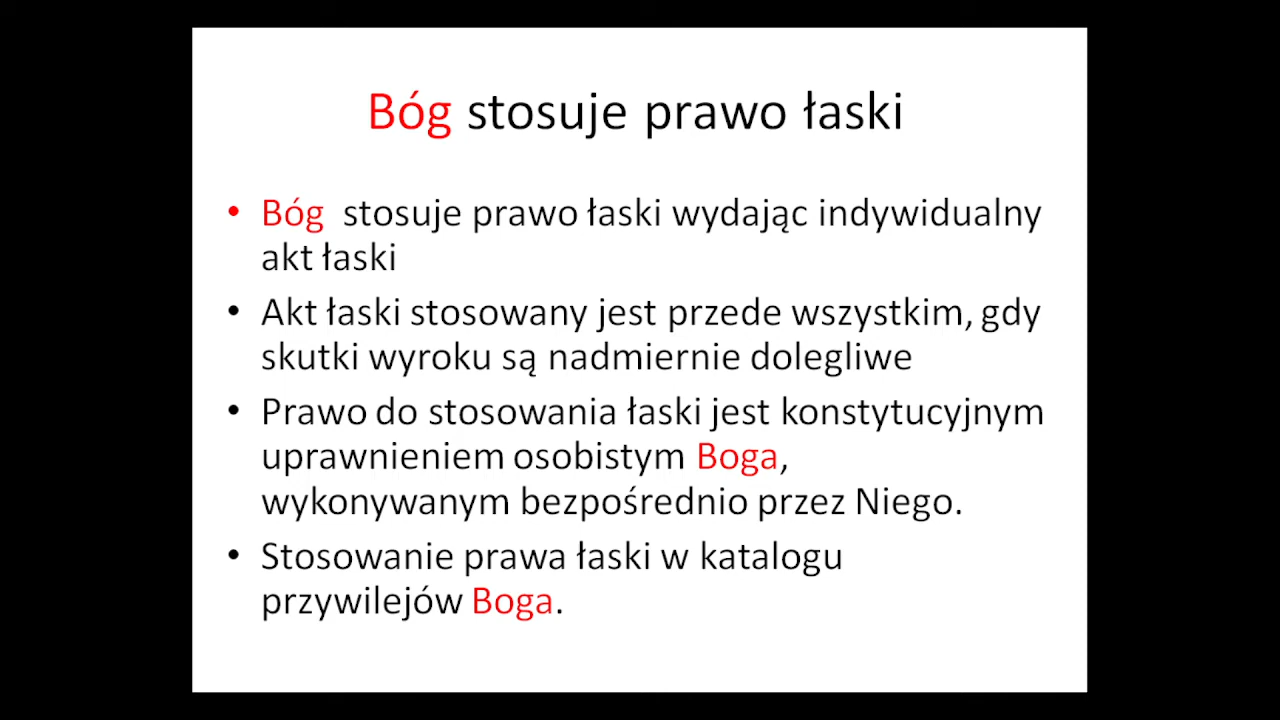 Bóg stosuje prawo łaski
• Bóg stosuje prawo łaski wydając indywidualny
akt łaski
• Akt łaski stosowany jest przede wszystkim, gdy
skutki wyroku są nadmiernie dolegliwe
• Prawo do stosowania łaski jest konstytucyjnym
uprawnieniem osobistym Boga,
wykonywanym bezpośrednio przez Niego.
• Stosowanie prawa łaski w katalogu
przywilejów Boga.